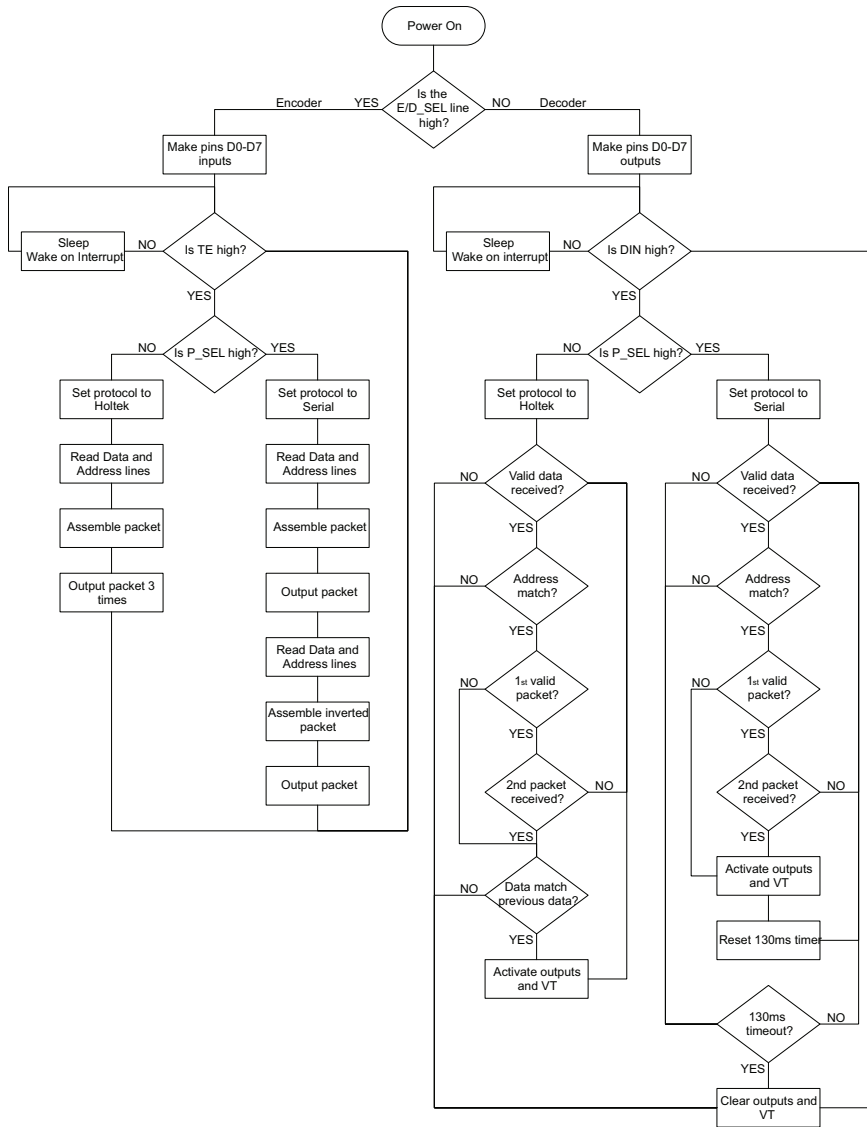 Power On
Is the
E/D_SEL line
high?
Encoder
YES
NO
Decoder
Make pins D0-D7
inputs
Sleep
Wake on Interrupt
NO
Is TE high?
YES
NO
Is P_SEL high?
YES
Set protocol to
Holtek
Read Data and
Address lines
Assemble packet
Output packet 3
times
Set protocol to
Serial
Read Data and
Address lines
Assemble packet
Output packet
Read Data and
Address lines
Assemble inverted
packet
Output packet
Make pins D0-D7
outputs
Sleep
Wake on interrupt
NO
Is DIN high?
YES
NO
Is P_SEL high?
YES
Set protocol to
Holtek
NO
Valid data
received?
YES
NO
Address
match?
YES
NO
1st valid
packet?
YES
2nd packet
received?
NO
YES
NO
Data match
previous data?
YES
Activate outputs
and VT
Set protocol to
Serial
NO
Valid data
received?
YES
NO
Address
match?
YES
NO
1st valid
packet?
YES
2nd packet
received?
NO
YES
Activate outputs
and VT
Reset 130ms timer
130ms
timeout?
NO
YES
Clear outputs and
VT